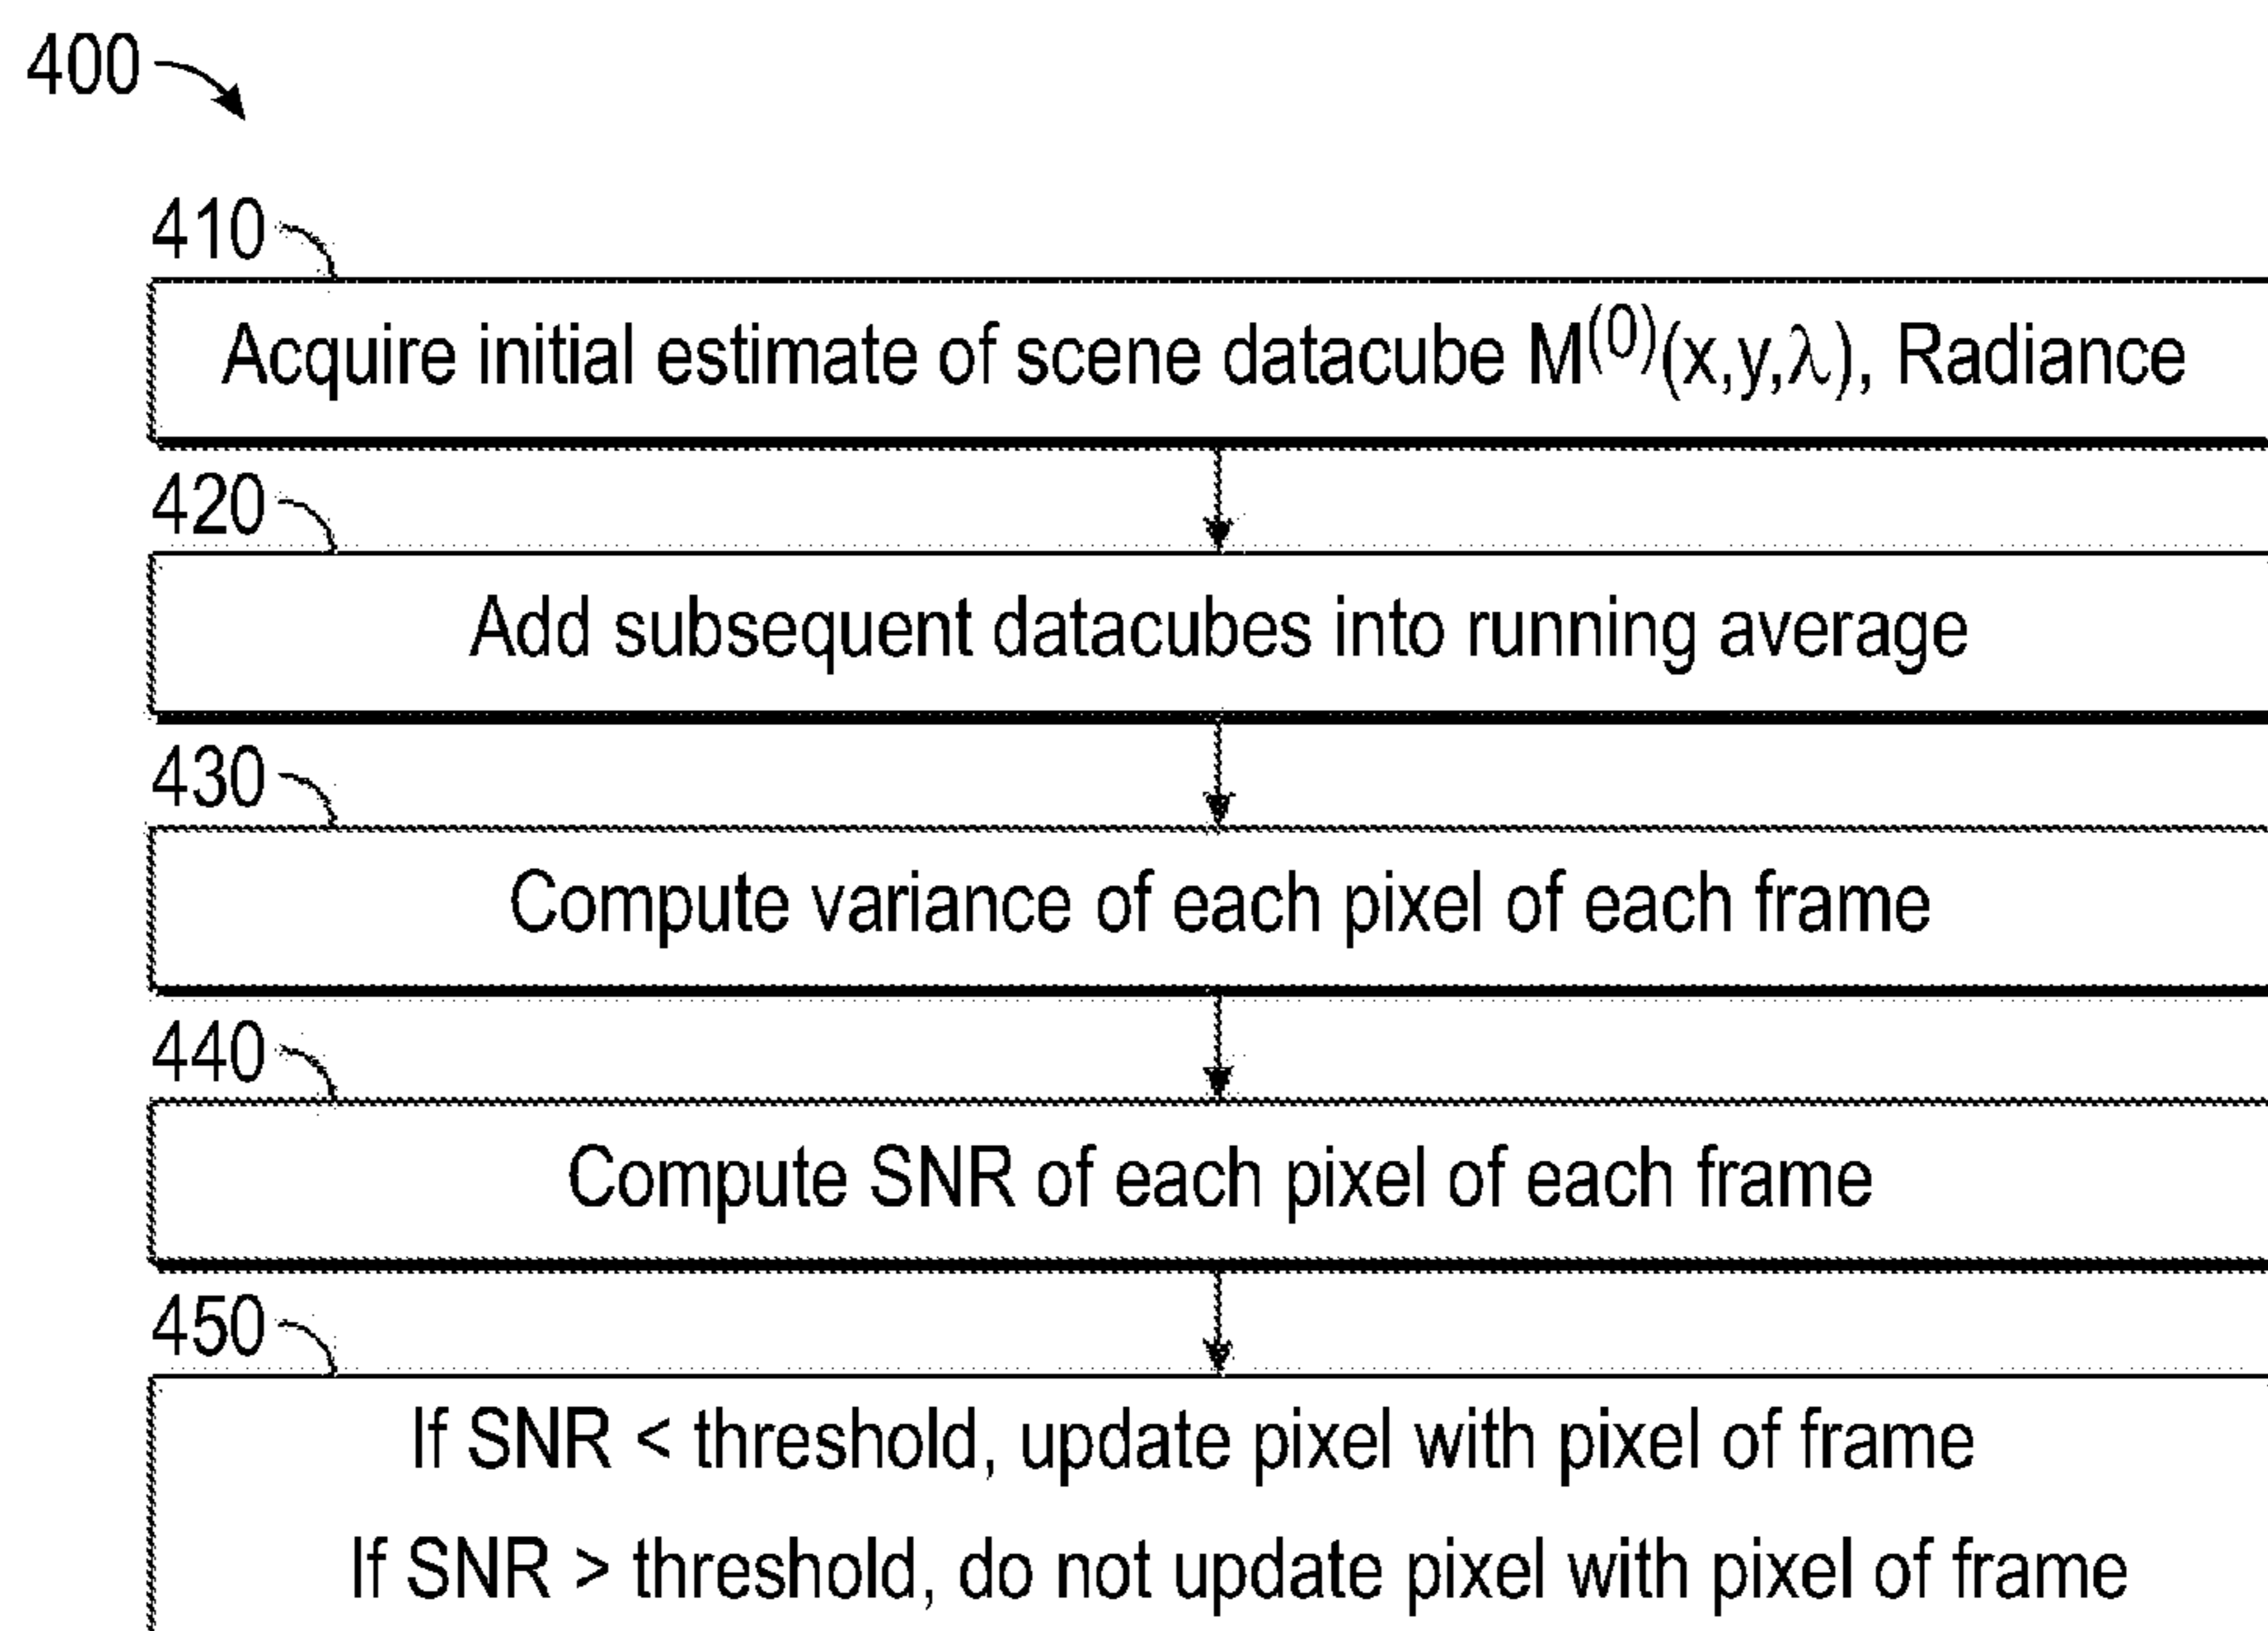 400
410
Acquire initial estimate of scene datacube M⁽⁰⁾(x,y,λ), Radiance
420
Add subsequent datacubes into running average
430
Compute variance of each pixel of each frame
440
Compute SNR of each pixel of each frame
450
If SNR < threshold, update pixel with pixel of frame
If SNR > threshold, do not update pixel with pixel of frame